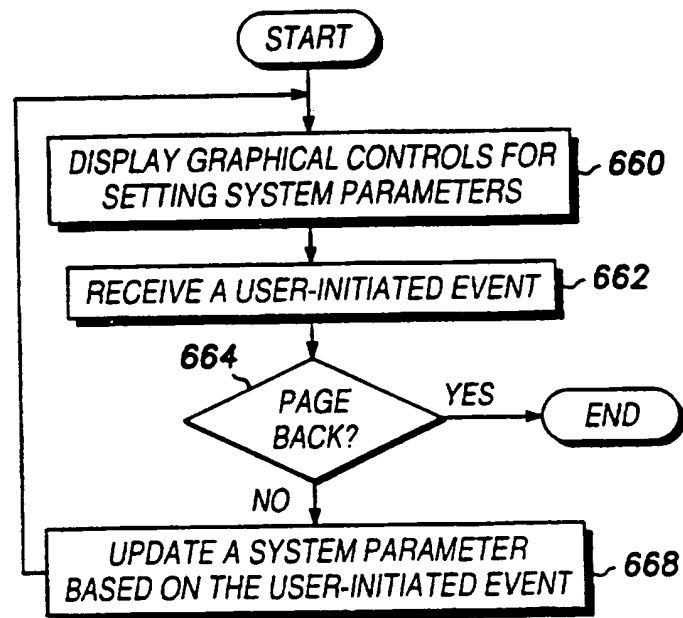 START
DISPLAY GRAPHICAL CONTROLS FOR
SETTING SYSTEM PARAMETERS
660
RECEIVE A USER-INITIATED EVENT
662
664
PAGE
BACK?
YES
END
NO
UPDATE A SYSTEM PARAMETER
BASED ON THE USER-INITIATED EVENT
668